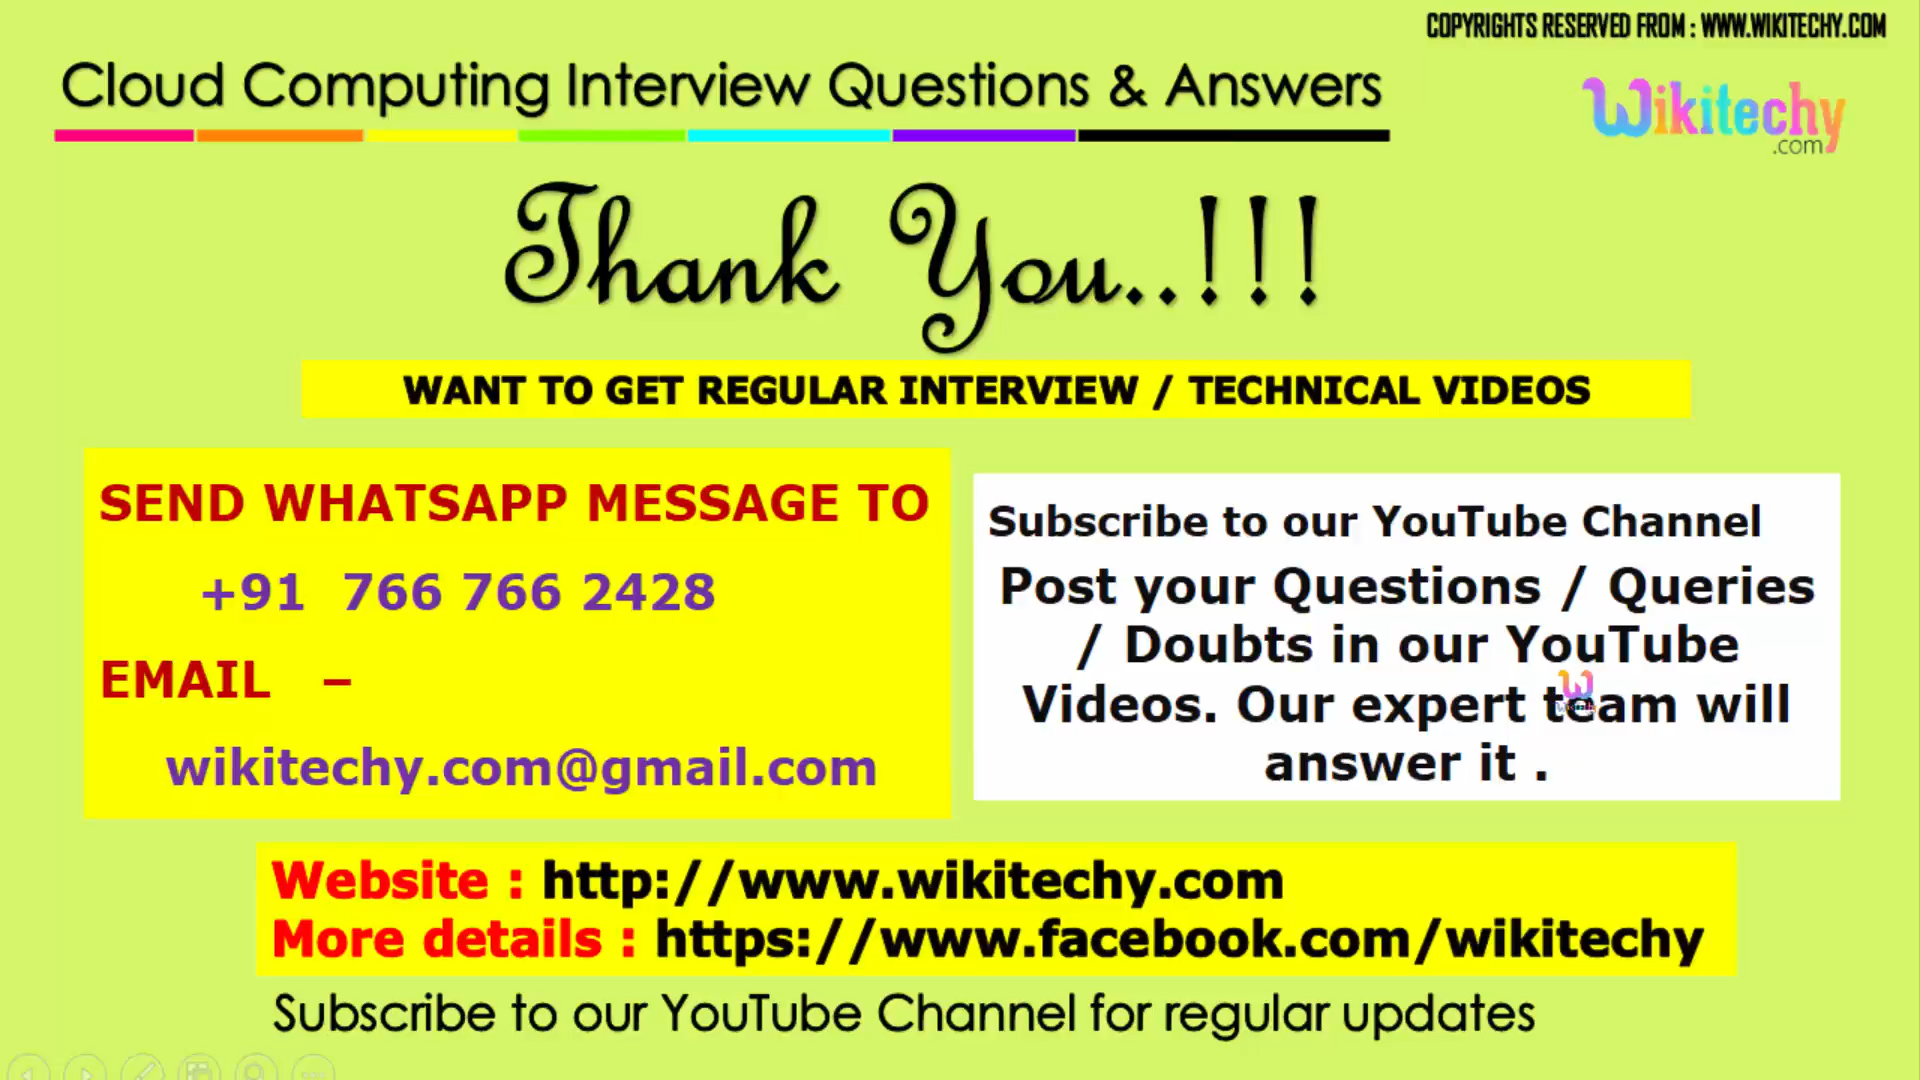 COPYRIGHTS RESERVED FROM : WWW.WIKITECHY.COM
Cloud Computing Interview Questions & Answers
Wikitechy
.com
Thank You..!!!
WANT TO GET REGULAR INTERVIEW / TECHNICAL VIDEOS
SEND WHATSAPP MESSAGE TO
+91 766 766 2428
EMAIL –
wikitechy.com@gmail.com
Subscribe to our YouTube Channel
Post your Questions / Queries
/ Doubts in our YouTube
Videos. Our expert team will
answer it .
Website : http://www.wikitechy.com
More details : https://www.facebook.com/wikitechy
Subscribe to our YouTube Channel for regular updates